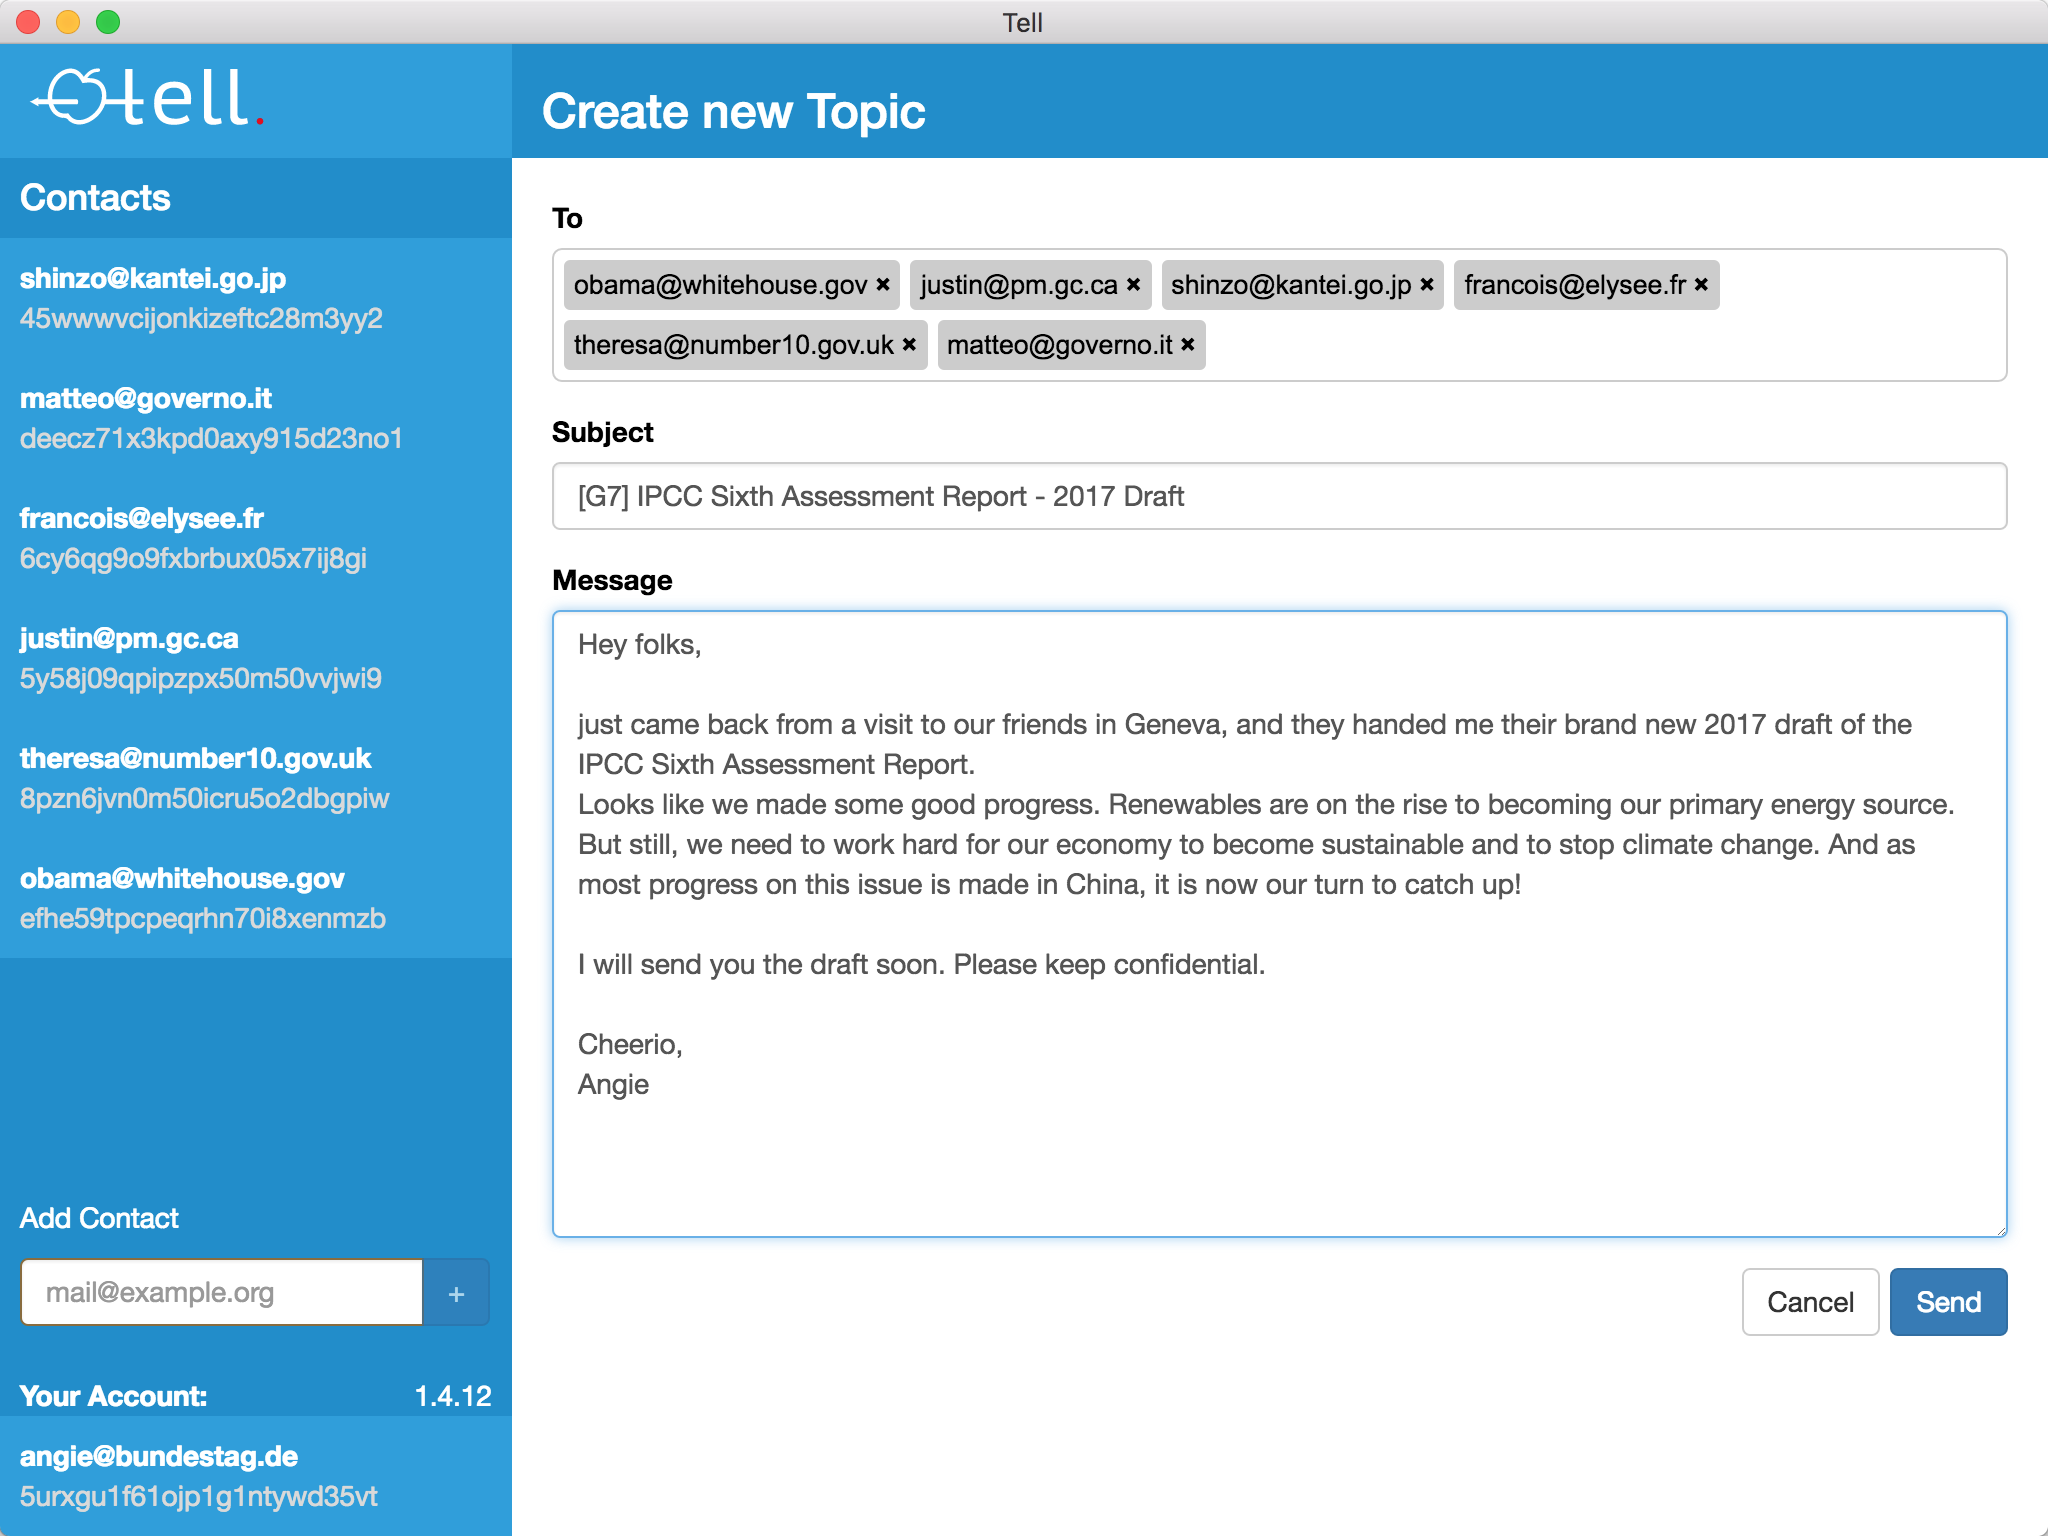 Tell
tell.
Contacts
shinzo@kantei.go.jp
45wwwvcijonkizeftc28m3yy2
matteo@governo.it
deecz71x3kpd0axy915d23no1
francois@elysee.fr
6cy6qg9o9fxbrbux05x7ij8gi
justin@pm.gc.ca
5y58j09qpipzpx50m50vvjwi9
theresa@number10.gov.uk
8pzn6jvn0m50icru5o2dbgpiw
obama@whitehouse.gov
efhe59tpcpeqrhn70i8xenmzb
Add Contact
mail@example.org +
Your Account: 1.4.12
angie@bundestag.de
5urxgu1f61ojp1g1ntywd35vt
Create new Topic
To
obama@whitehouse.gov × justin@pm.gc.ca × shinzo@kantei.go.jp × francois@elysee.fr ×
theresa@number10.gov.uk × matteo@governo.it ×
Subject
[G7] IPCC Sixth Assessment Report - 2017 Draft
Message
Hey folks,
just came back from a visit to our friends in Geneva, and they handed me their brand new 2017 draft of the
IPCC Sixth Assessment Report.
Looks like we made some good progress. Renewables are on the rise to becoming our primary energy source.
But still, we need to work hard for our economy to become sustainable and to stop climate change. And as
most progress on this issue is made in China, it is now our turn to catch up!
I will send you the draft soon. Please keep confidential.
Cheerio,
Angie
Cancel Send